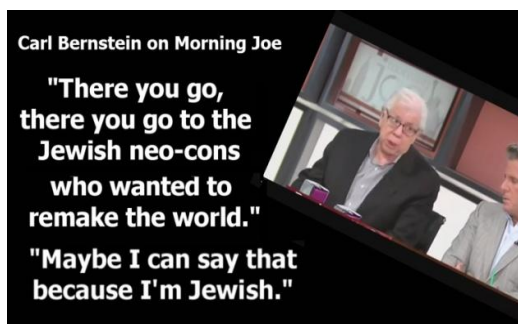 Carl Bernstein on Morning Joe
"There you go,
there you go to the
Jewish neo-cons
who wanted to
remake the world."
"Maybe I can say that
because I'm Jewish."